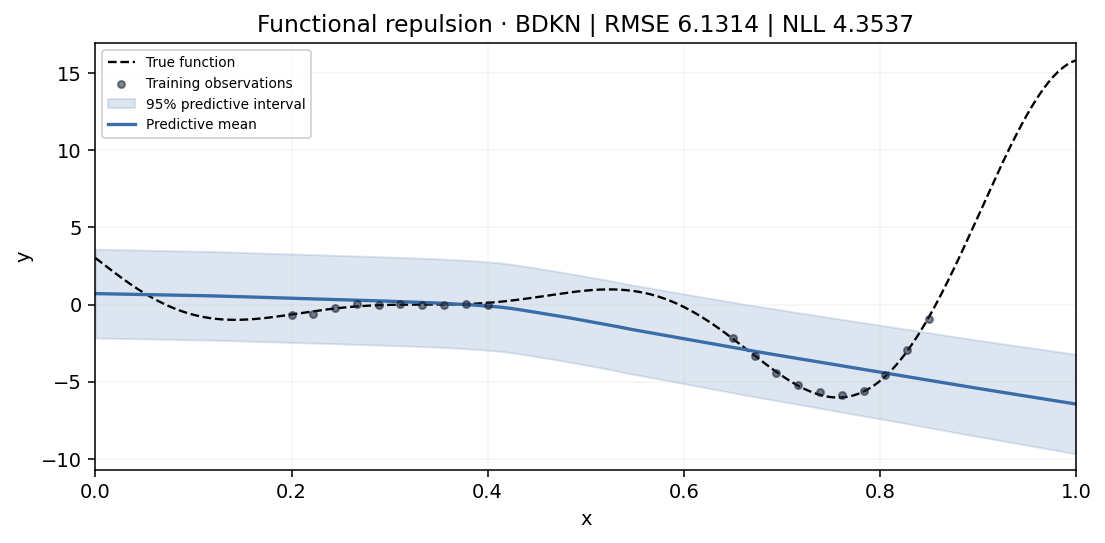 Functional repulsion · BDKN | RMSE 6.1314 | NLL 4.3537
True function
Training observations
95% predictive interval
Predictive mean
15
10
5
0
−5
−10
y
0.0 0.2 0.4 0.6 0.8 1.0
x